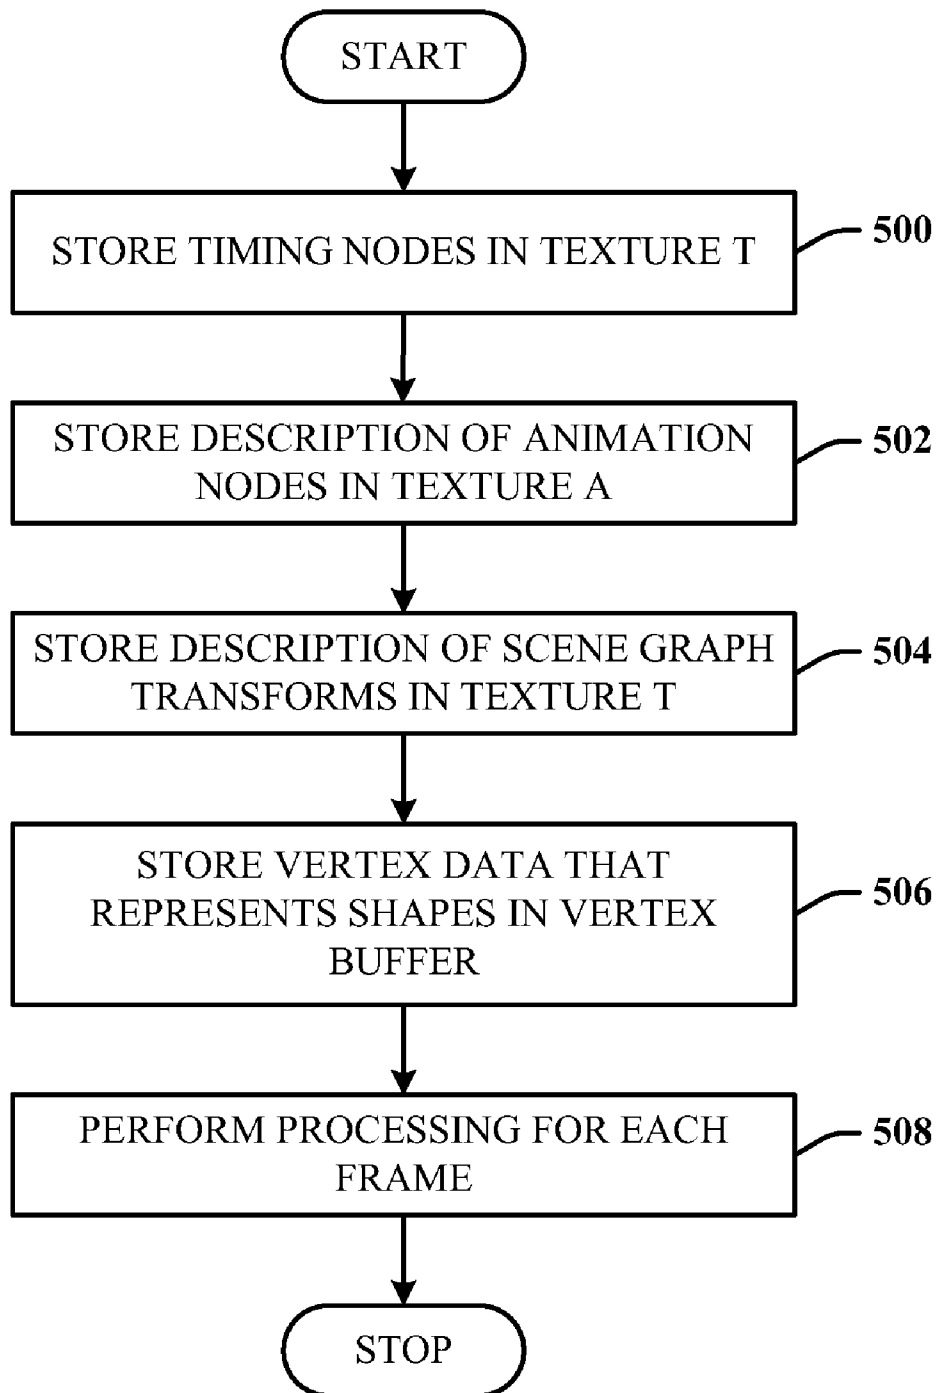 START
STORE TIMING NODES IN TEXTURE T
500
STORE DESCRIPTION OF ANIMATION
NODES IN TEXTURE A
502
STORE DESCRIPTION OF SCENE GRAPH
TRANSFORMS IN TEXTURE T
504
STORE VERTEX DATA THAT
REPRESENTS SHAPES IN VERTEX
BUFFER
506
PERFORM PROCESSING FOR EACH
FRAME
508
STOP